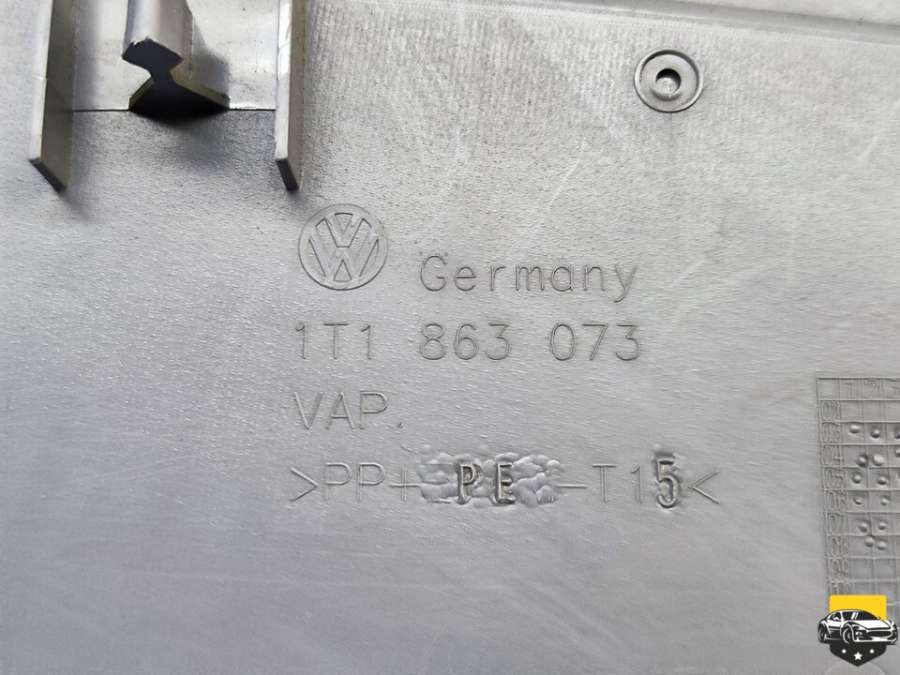 Germany
1T1 863 073
VAP.
>PP+ PE -T15<